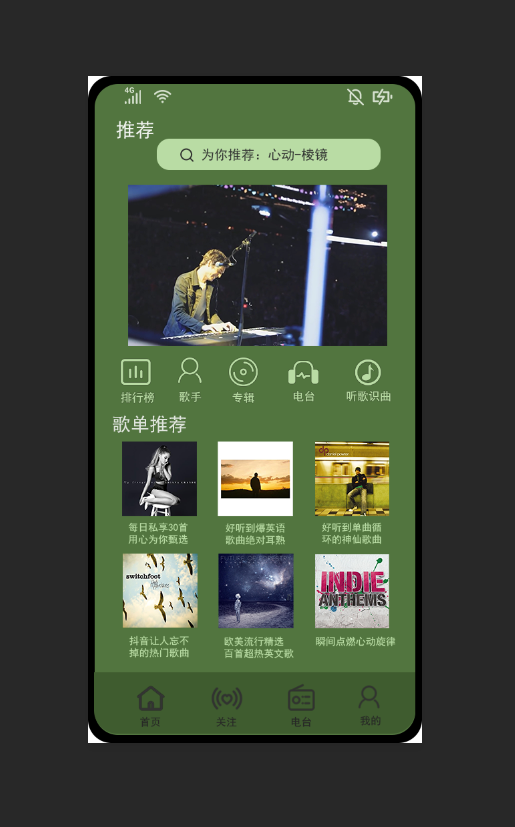 4G
推荐
为你推荐：心动-棱镜
排行榜
歌手
专辑
电台
听歌识曲
歌单推荐
每日私享30首
用心为你甄选
好听到爆英语
歌曲绝对耳熟
好听到单曲循
环的神仙歌曲
switchfoot
INDIE
ANTHEMS
抖音让人忘不
掉的热门歌曲
欧美流行精选
百首超热英文歌
瞬间点燃心动旋律
首页
关注
电台
我的